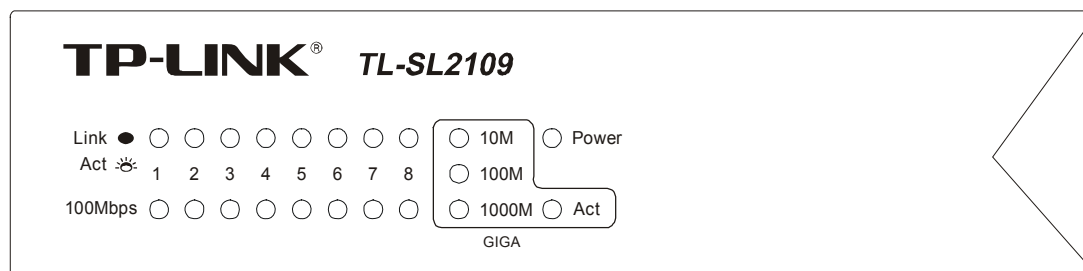 TP-LINK® TL-SL2109
Link 10M Power
Act 1 2 3 4 5 6 7 8 100M
100Mbps 1000M Act
GIGA